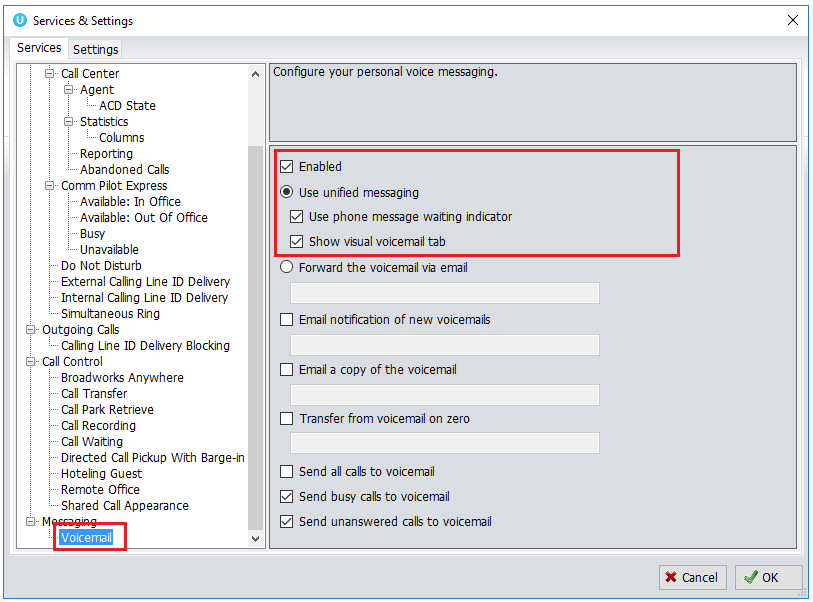 U Services & Settings
Services Settings
Call Center
Agent
ACD State
Statistics
Columns
Reporting
Abandoned Calls
Comm Pilot Express
Available: In Office
Available: Out Of Office
Busy
Unavailable
Do Not Disturb
External Calling Line ID Delivery
Internal Calling Line ID Delivery
Simultaneous Ring
Outgoing Calls
Calling Line ID Delivery Blocking
Call Control
Broadworks Anywhere
Call Transfer
Call Park Retrieve
Call Recording
Call Waiting
Directed Call Pickup With Barge-in
Hoteling Guest
Remote Office
Shared Call Appearance
Messaging
Voicemail
Configure your personal voice messaging.
Enabled
Use unified messaging
Use phone message waiting indicator
Show visual voicemail tab
Forward the voicemail via email
Email notification of new voicemails
Email a copy of the voicemail
Transfer from voicemail on zero
Send all calls to voicemail
Send busy calls to voicemail
Send unanswered calls to voicemail
Cancel OK